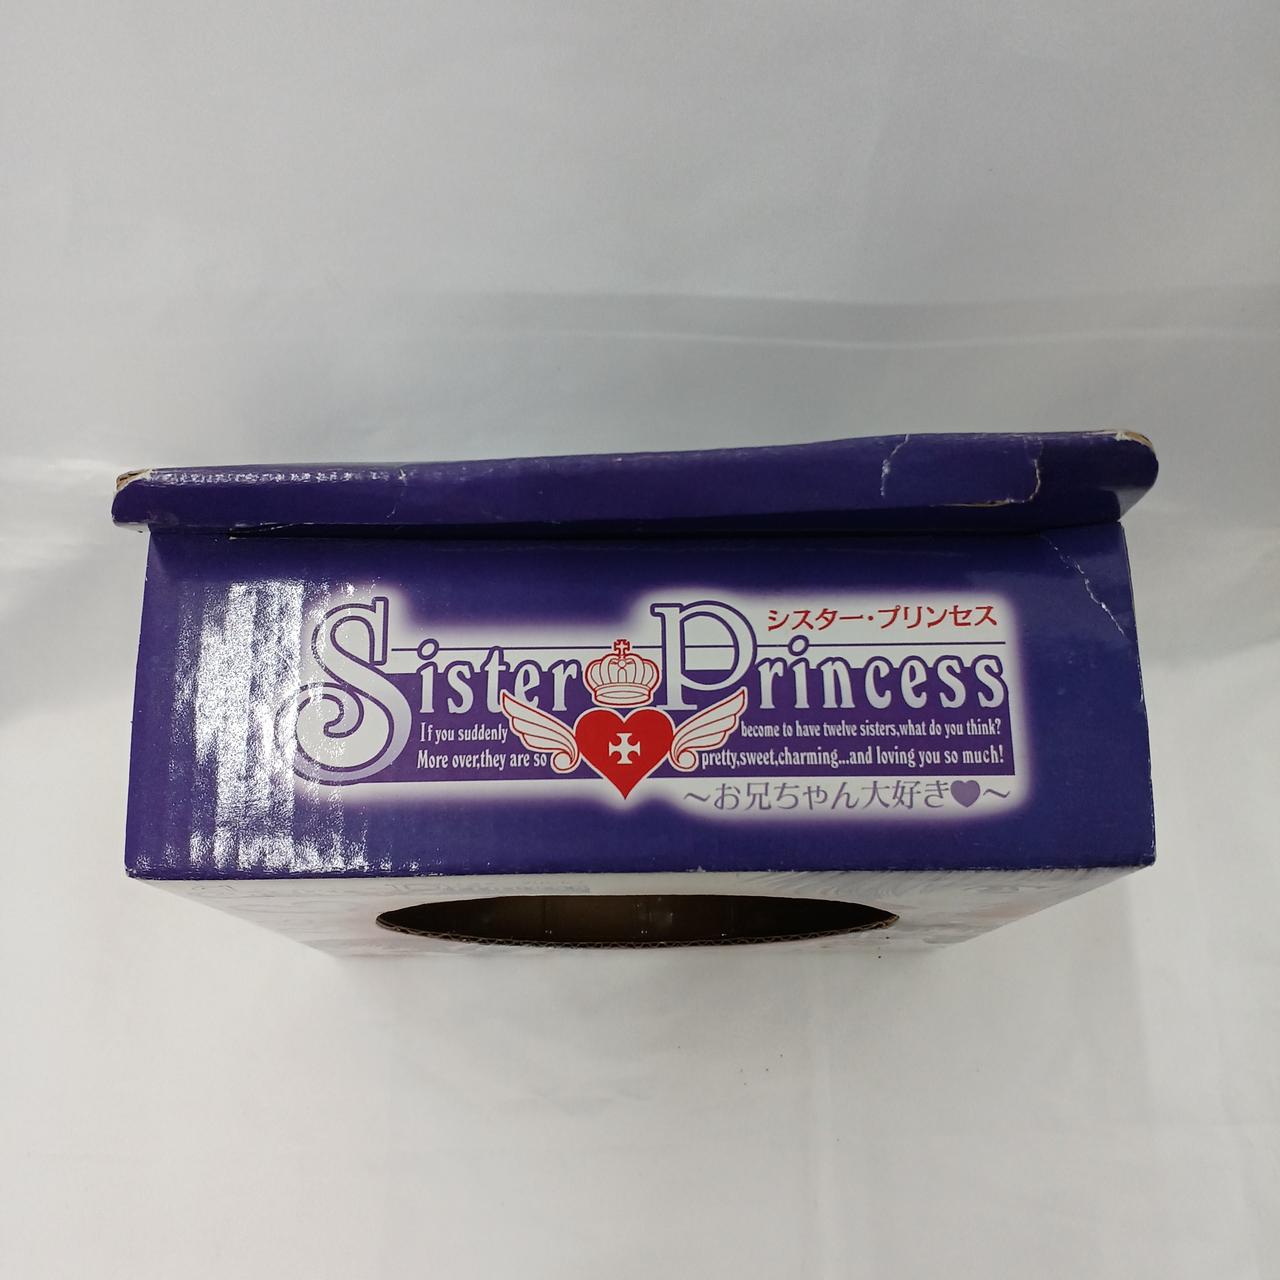 シスター・プリンセス
Sister Princess
If you suddenly become to have twelve sisters,what do you think?
More over,they are so pretty,sweet,charming...and loving you so much!
～お兄ちゃん大好き♥～